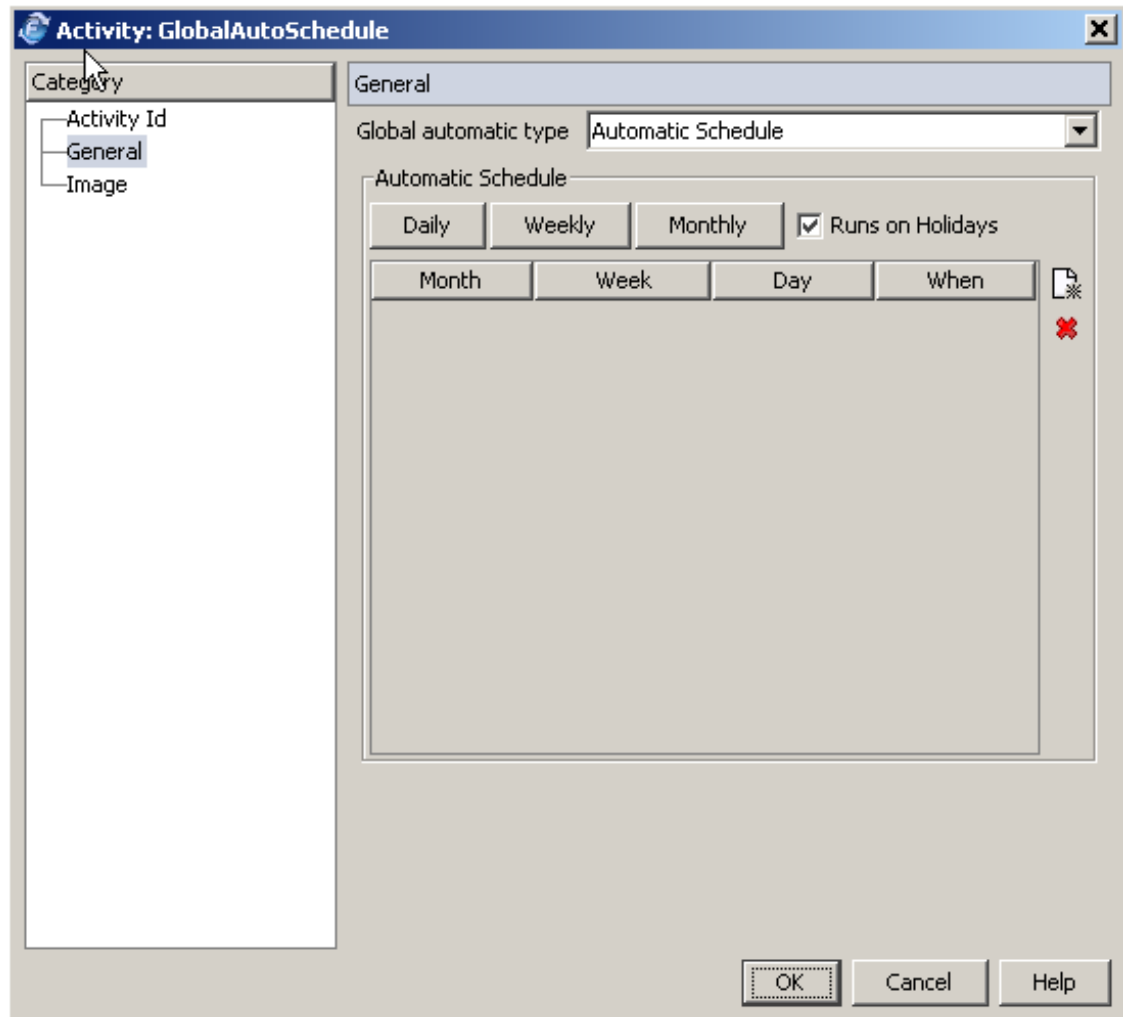 Activity: GlobalAutoSchedule
Category
Activity Id
General
Image
General
Global automatic type Automatic Schedule
Automatic Schedule
Daily Weekly Monthly Runs on Holidays
Month Week Day When
OK Cancel Help